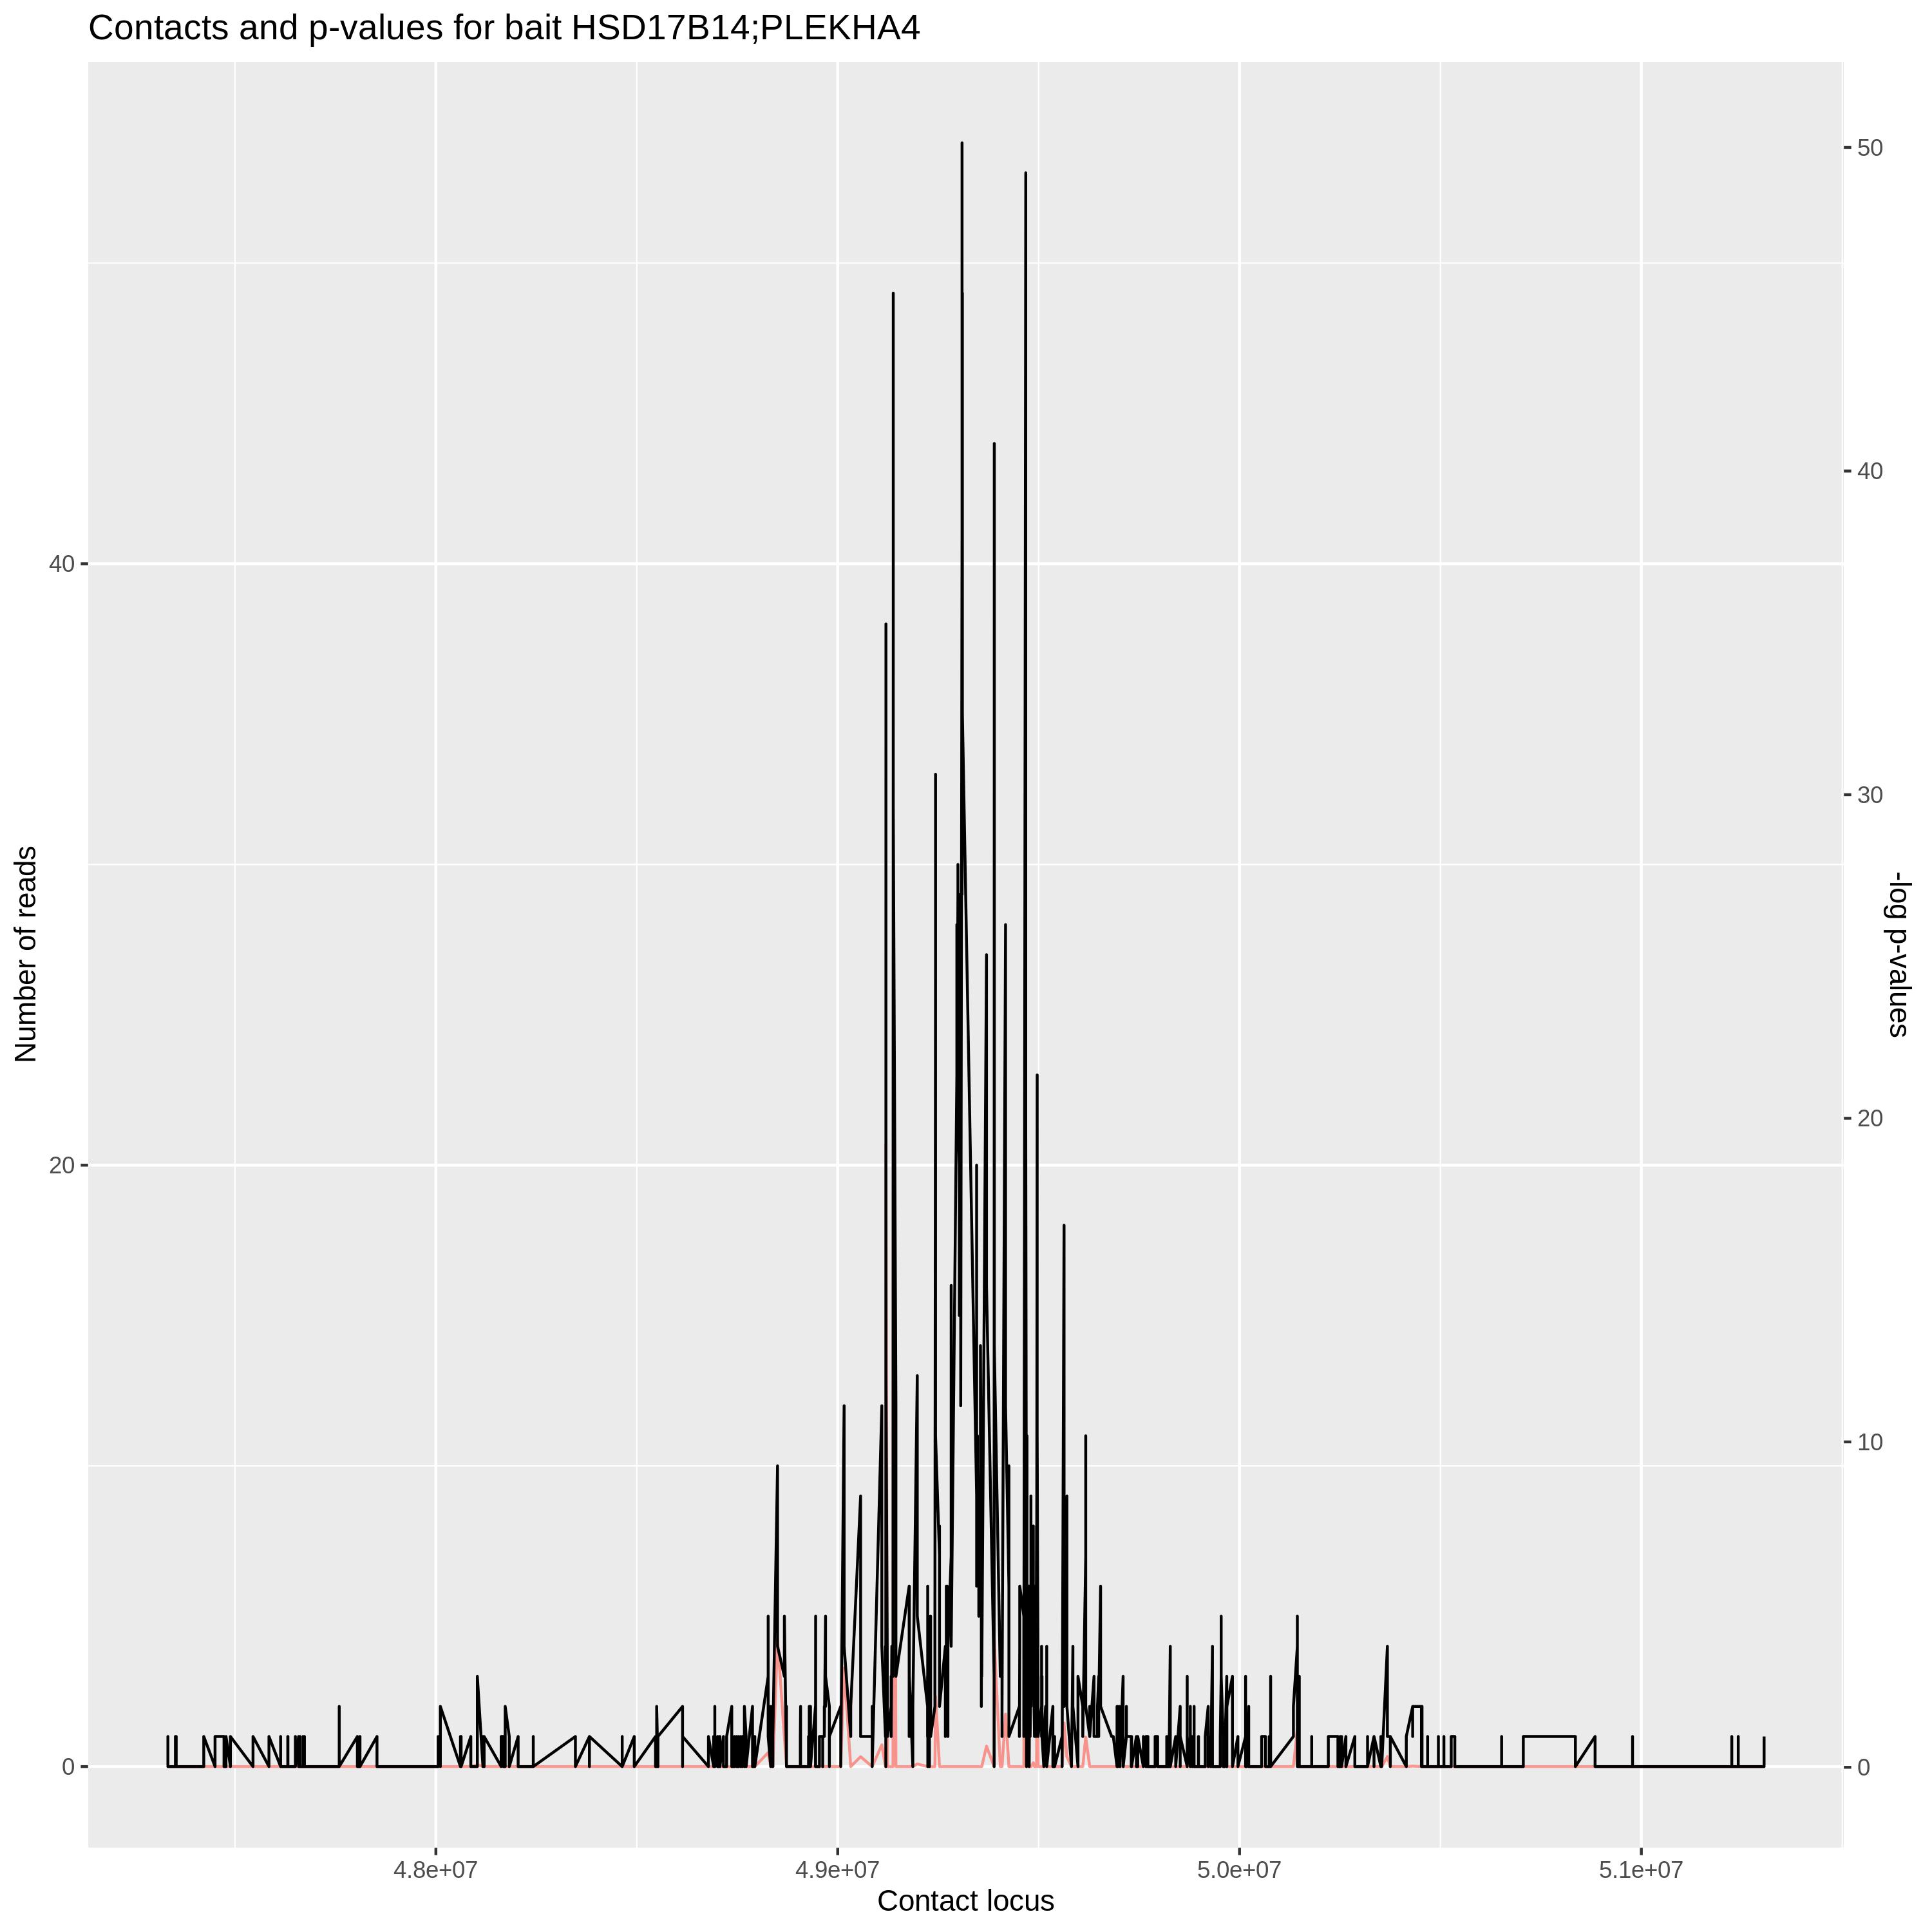 Contacts and p-values for bait HSD17B14;PLEKHA4
Number of reads
40
20
0
50
40
30
20
10
0
-log p-values
4.8e+07
4.9e+07
5.0e+07
5.1e+07
Contact locus